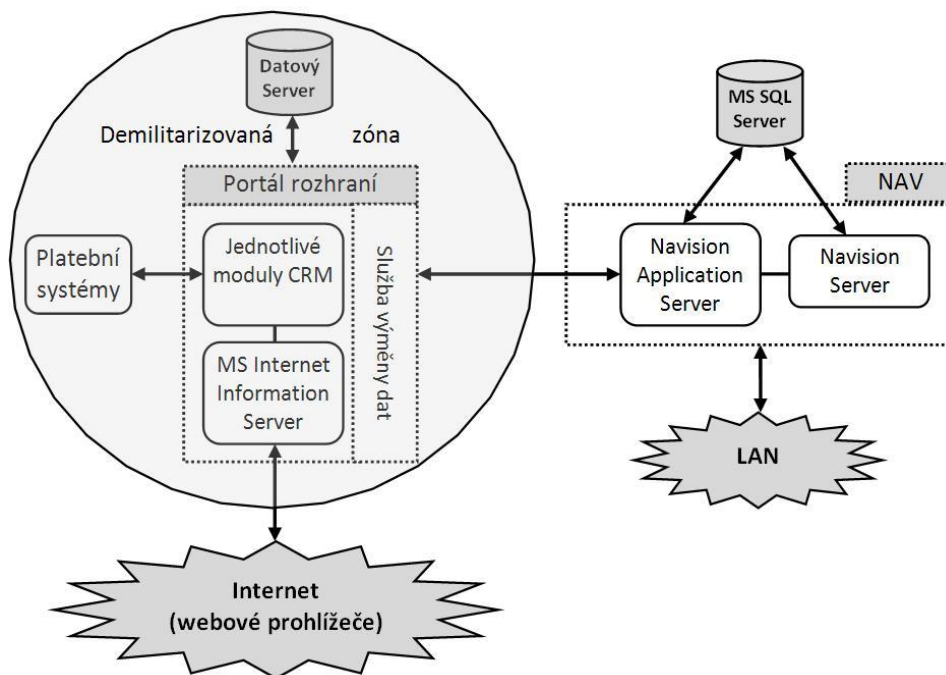 Datový
Server
Demilitarizovaná zóna
Portál rozhraní
Platební
systémy
Jednotlivé
moduly CRM
MS Internet
Information
Server
Služba výměny dat
MS SQL
Server
NAV
Navision
Application
Server
Navision
Server
LAN
Internet
(webové prohlížeče)